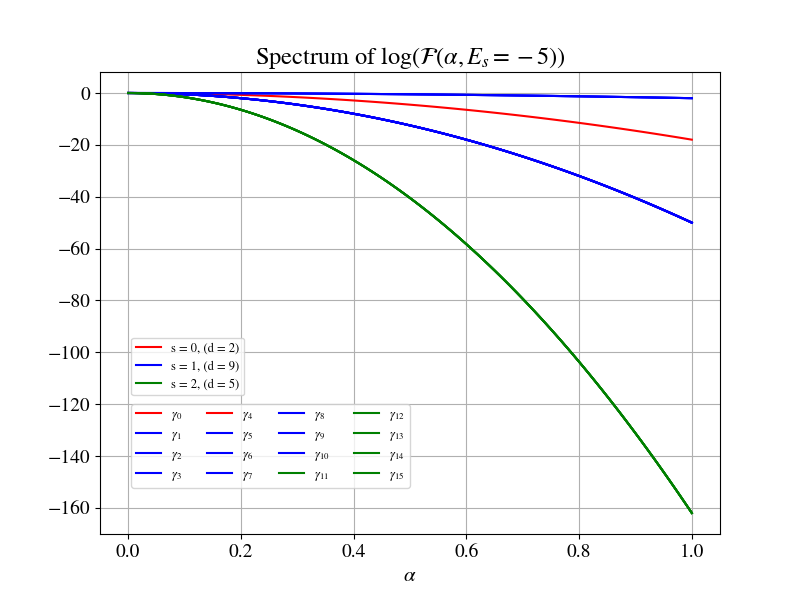 Spectrum of log(ℱ(α, E_s = −5))
0
−20
−40
−60
−80
−100
−120
−140
−160
s = 0, (d = 2)
s = 1, (d = 9)
s = 2, (d = 5)
γ₀ γ₄ γ₈ γ₁₂
γ₁ γ₅ γ₉ γ₁₃
γ₂ γ₆ γ₁₀ γ₁₄
γ₃ γ₇ γ₁₁ γ₁₅
0.0 0.2 0.4 0.6 0.8 1.0
α